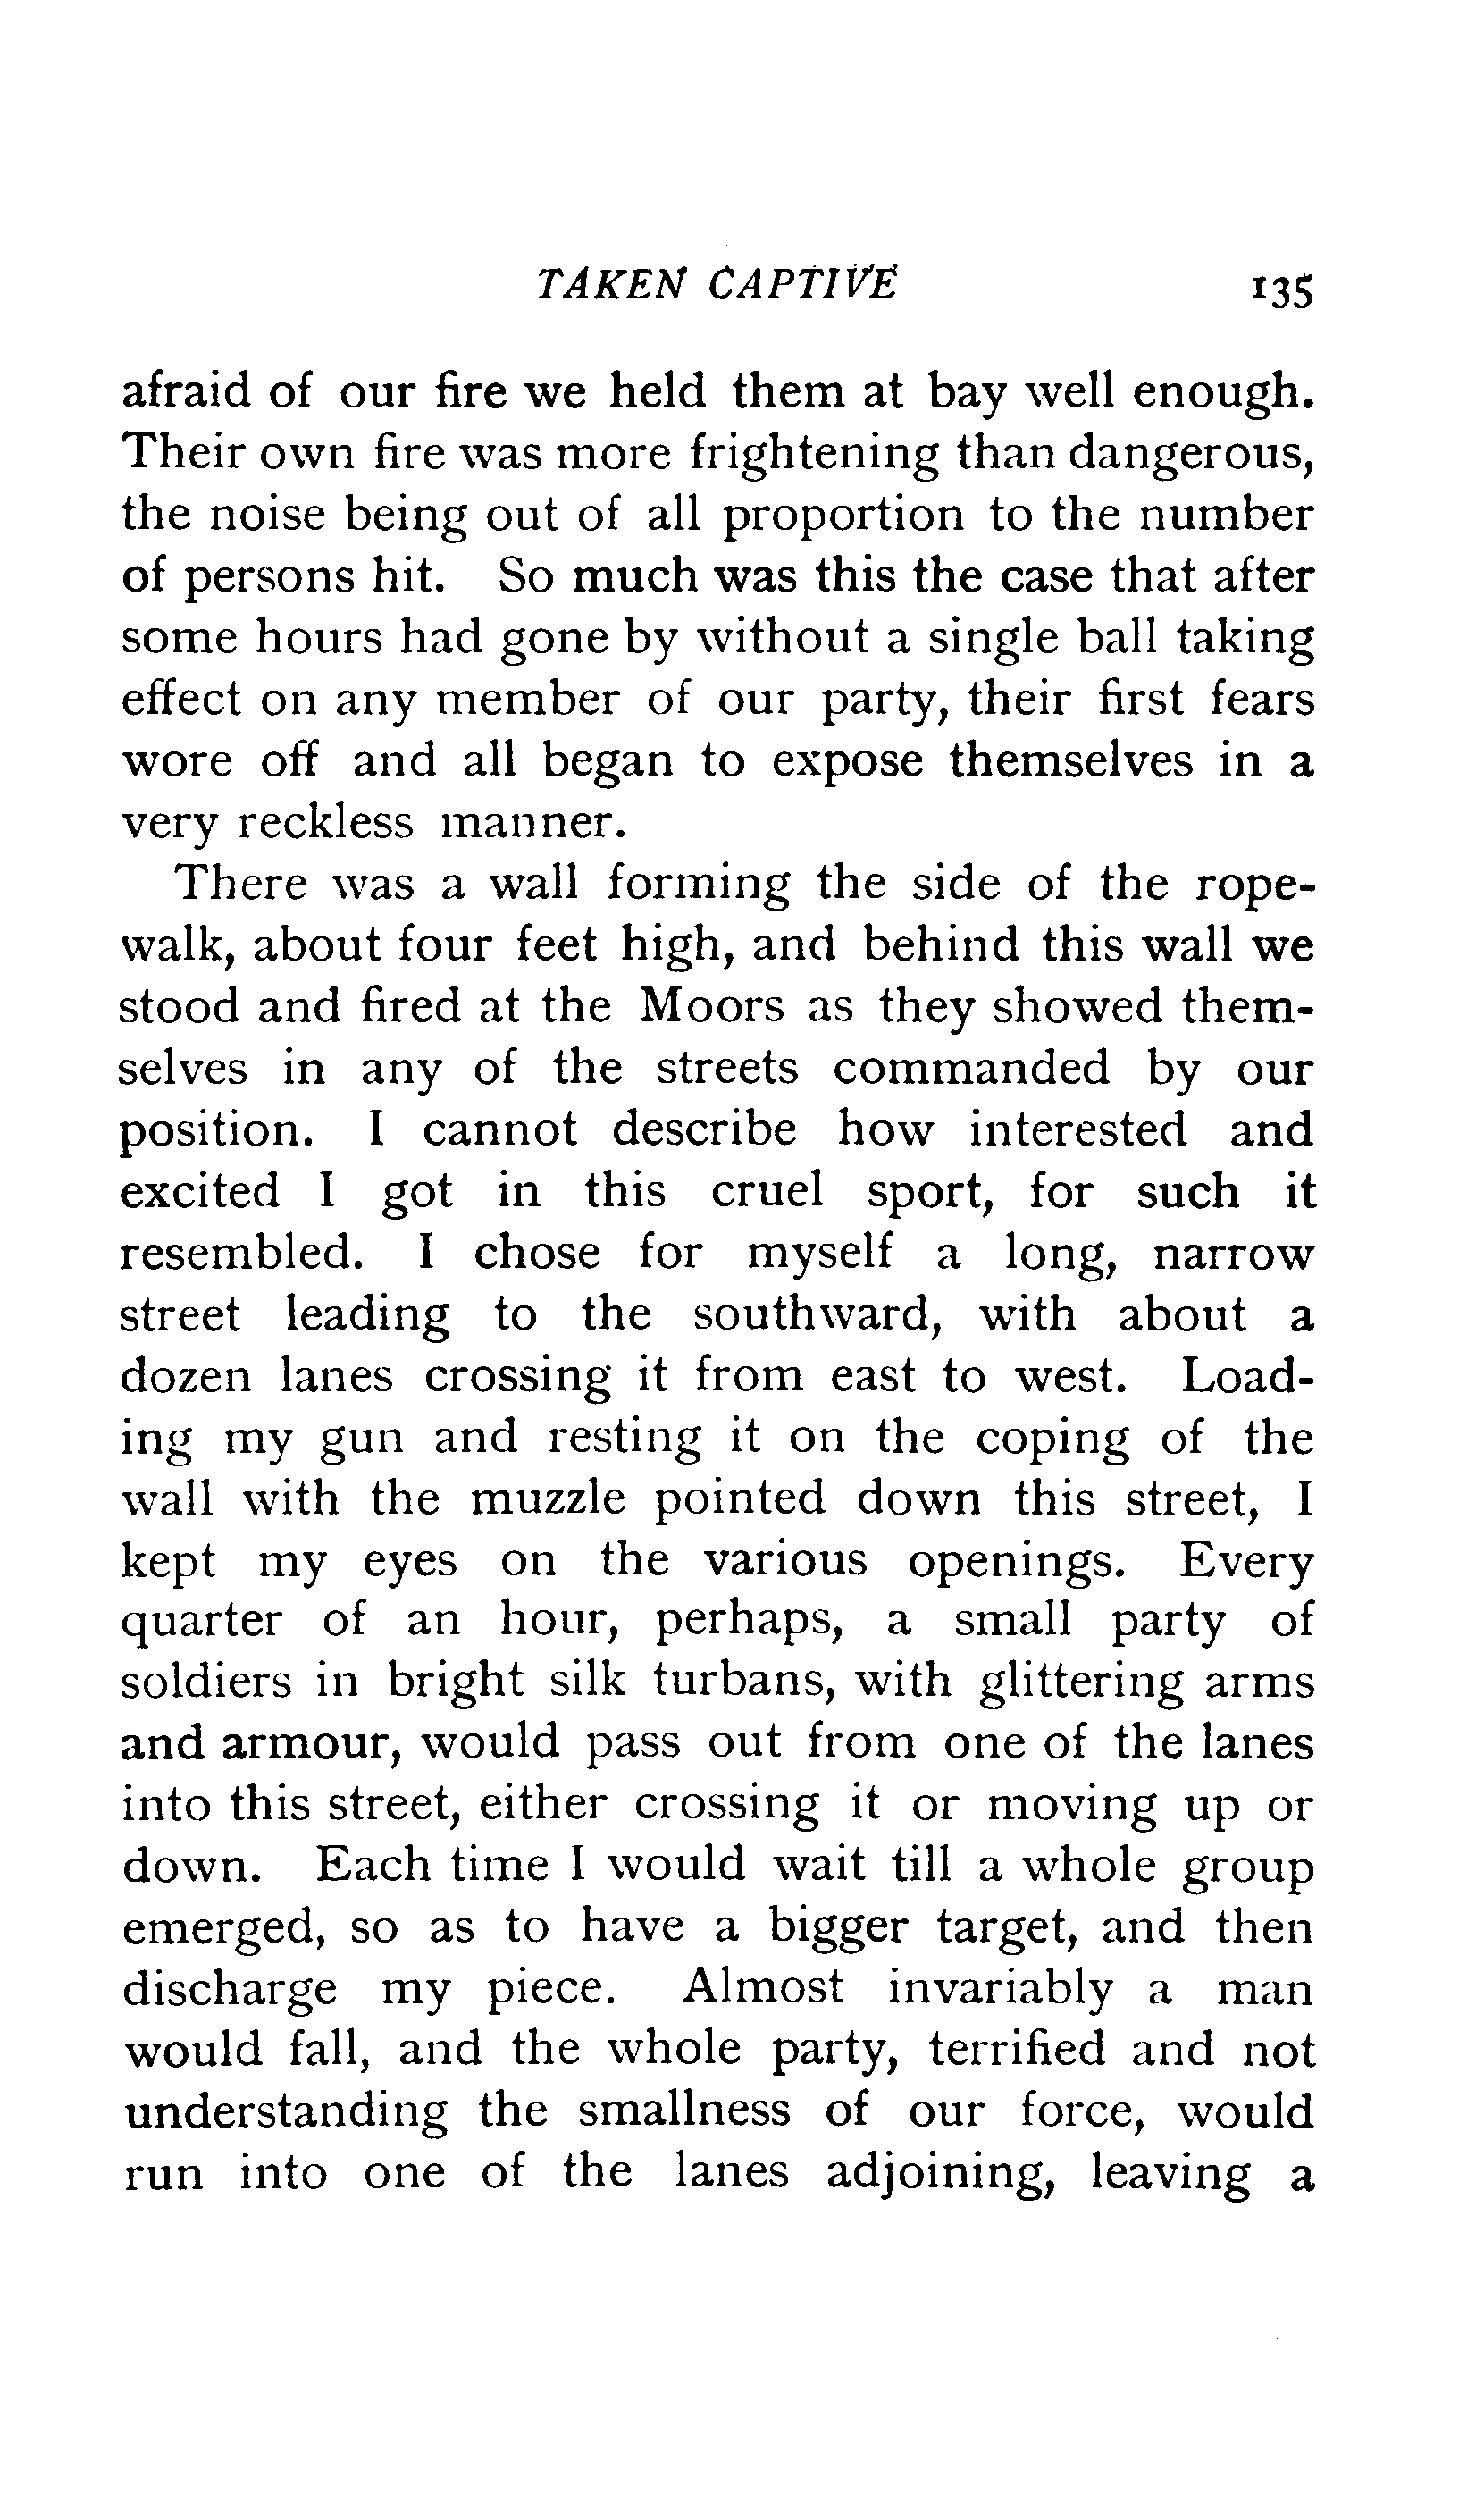 TAKEN CAPTIVE 135
afraid of our fire we held them at bay well enough.
Their own fire was more frightening than dangerous,
the noise being out of all proportion to the number
of persons hit. So much was this the case that after
some hours had gone by without a single ball taking
effect on any member of our party, their first fears
wore off and all began to expose themselves in a
very reckless manner.
There was a wall forming the side of the rope-
walk, about four feet high, and behind this wall we
stood and fired at the Moors as they showed them-
selves in any of the streets commanded by our
position. I cannot describe how interested and
excited I got in this cruel sport, for such it
resembled. I chose for myself a long, narrow
street leading to the southward, with about a
dozen lanes crossing it from east to west. Load-
ing my gun and resting it on the coping of the
wall with the muzzle pointed down this street, I
kept my eyes on the various openings. Every
quarter of an hour, perhaps, a small party of
soldiers in bright silk turbans, with glittering arms
and armour, would pass out from one of the lanes
into this street, either crossing it or moving up or
down. Each time I would wait till a whole group
emerged, so as to have a bigger target, and then
discharge my piece. Almost invariably a man
would fall, and the whole party, terrified and not
understanding the smallness of our force, would
run into one of the lanes adjoining, leaving a